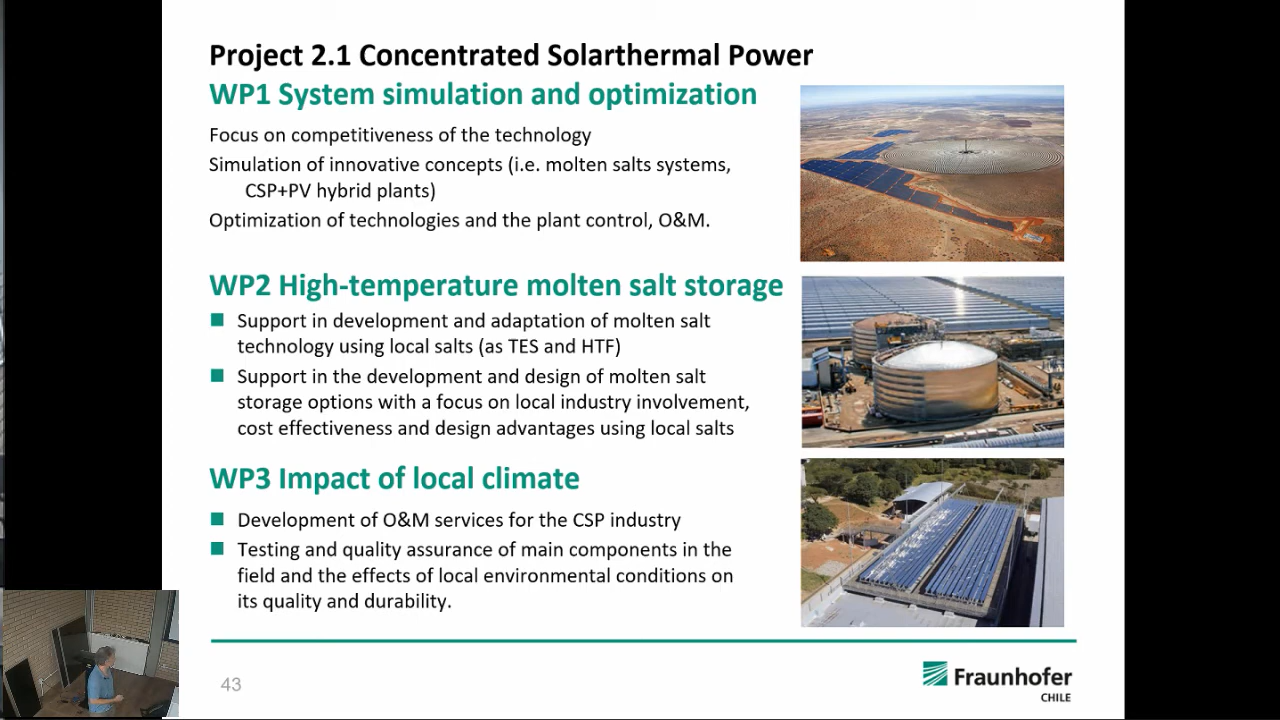 Project 2.1 Concentrated Solarthermal Power
WP1 System simulation and optimization
Focus on competitiveness of the technology
Simulation of innovative concepts (i.e. molten salts systems,
CSP+PV hybrid plants)
Optimization of technologies and the plant control, O&M.
WP2 High-temperature molten salt storage
Support in development and adaptation of molten salt
technology using local salts (as TES and HTF)
Support in the development and design of molten salt
storage options with a focus on local industry involvement,
cost effectiveness and design advantages using local salts
WP3 Impact of local climate
Development of O&M services for the CSP industry
Testing and quality assurance of main components in the
field and the effects of local environmental conditions on
its quality and durability.
43
Fraunhofer
CHILE